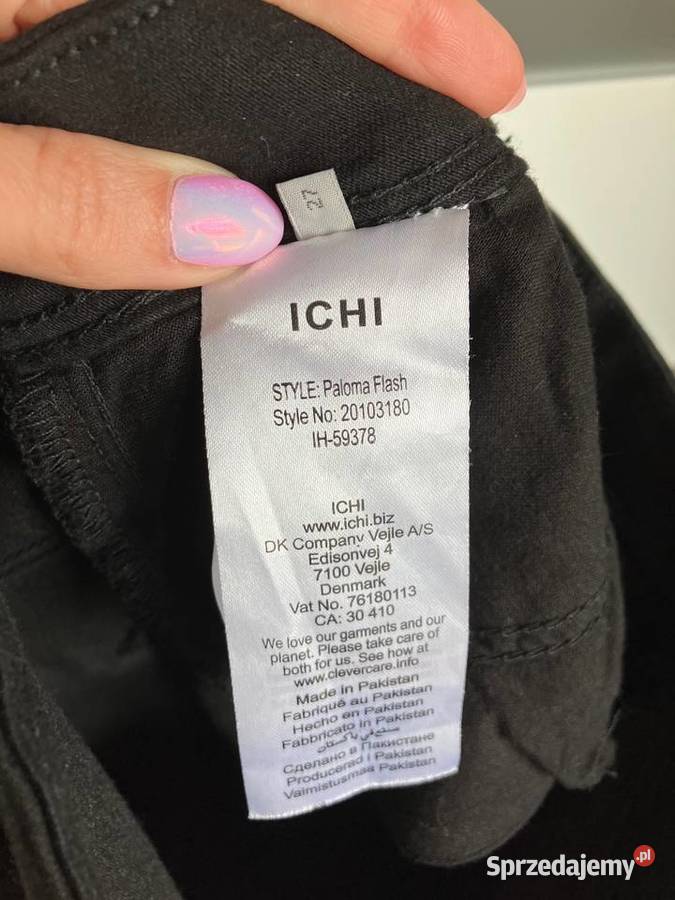 27
ICHI
STYLE: Paloma Flash
Style No: 20103180
IH-59378
ICHI
www.ichi.biz
DK Company Vejle A/S
Edisonvej 4
7100 Vejle
Denmark
Vat No. 76180113
CA: 30 410
We love our garments and our
planet. Please take care of
both for us. See how at
www.clevercare.info
Made in Pakistan
Fabriqué au Pakistan
Hecho en Pakistan
Fabbricato in Pakistan
صنع في باكستان
Сделано в Пакистане
Producerad i Pakistan
Valmistusmaa Pakistan
Sprzedajemy.pl